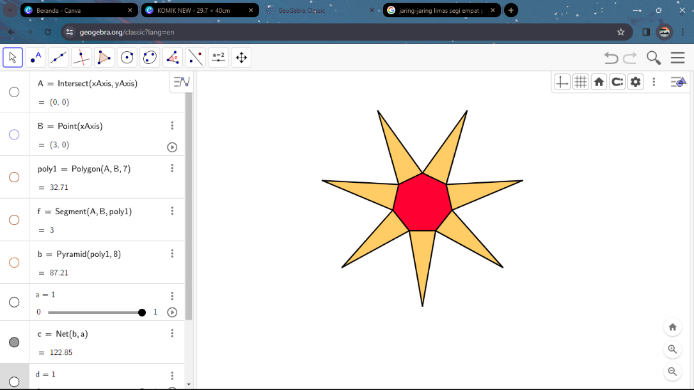 Beranda - Canva
KOMIK NEW - 29.7 × 40cm
GeoGebra Classic
jaring-jaring limas segi empat
geogebra.org/classic?lang=en
A = Intersect(xAxis, yAxis)
= (0, 0)
B = Point(xAxis)
= (3, 0)
poly1 = Polygon(A, B, 7)
= 32.71
f = Segment(A, B, poly1)
= 3
b = Pyramid(poly1, 8)
= 87.21
a = 1
0 1
c = Net(b, a)
= 122.85
d = 1
a=2